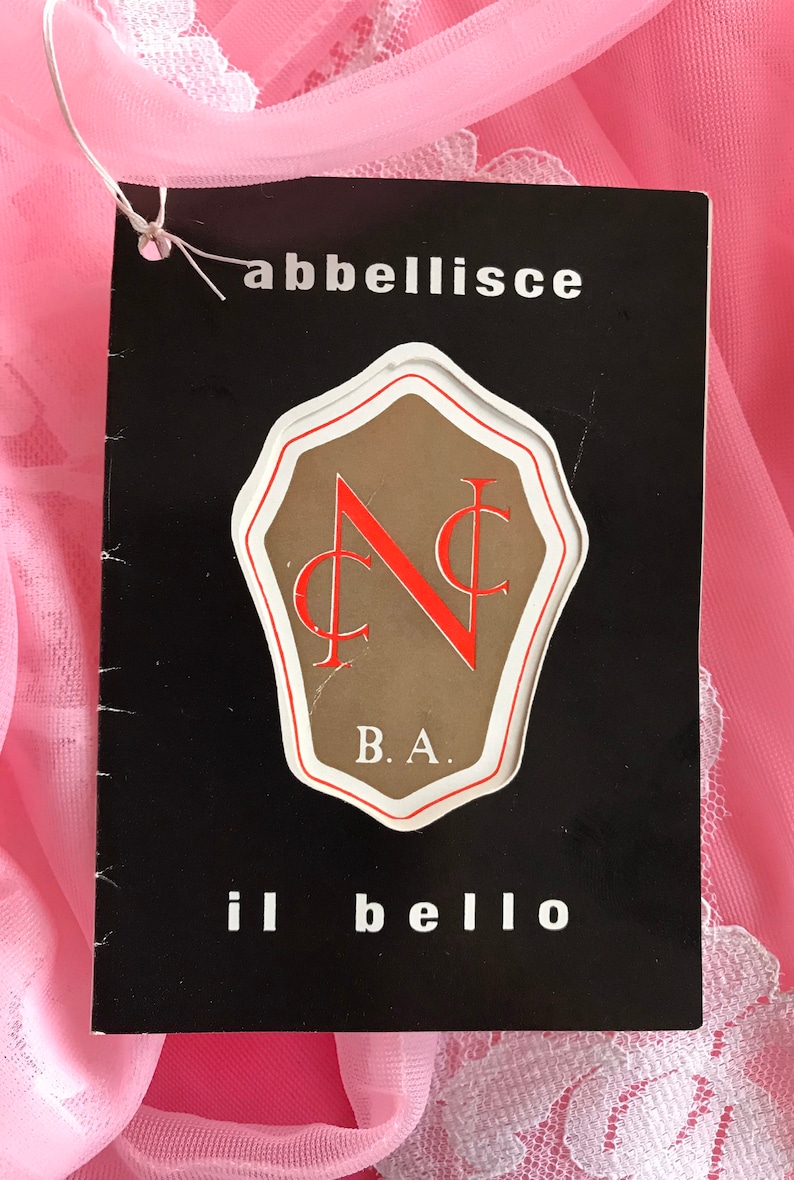 abbellisce
CNC
B. A.
il bello